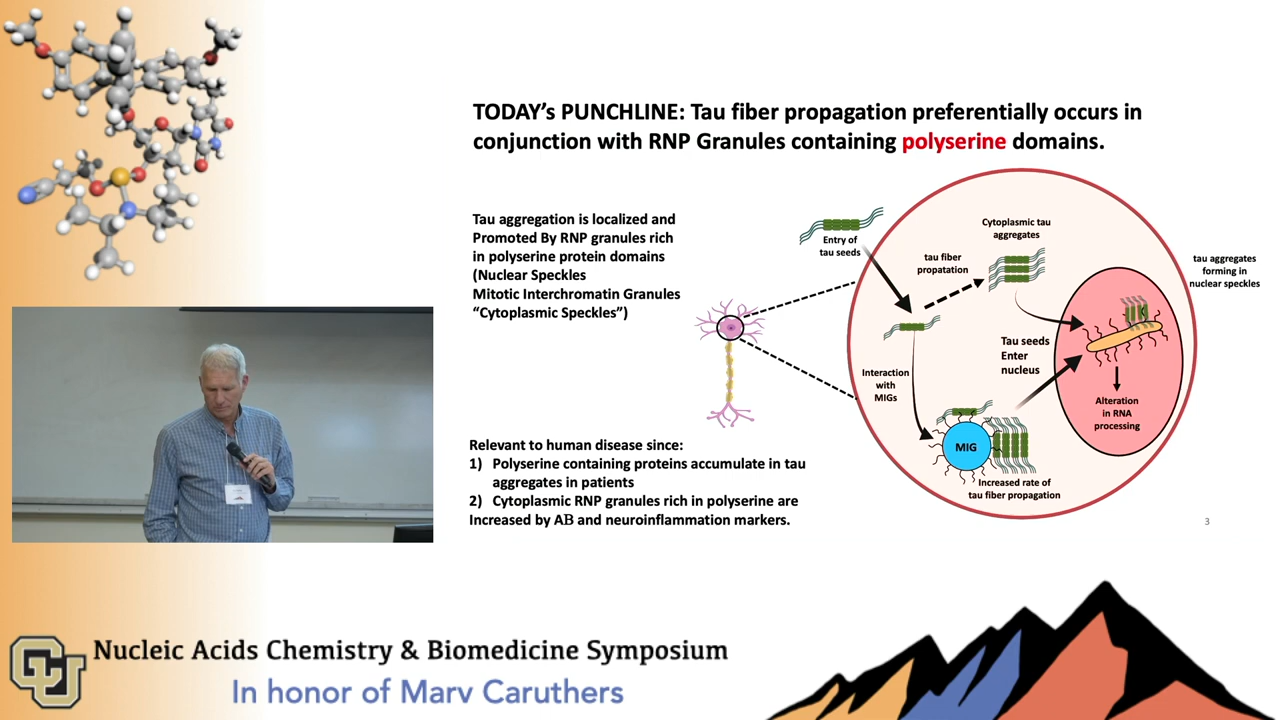 TODAY's PUNCHLINE: Tau fiber propagation preferentially occurs in
conjunction with RNP Granules containing polyserine domains.
Tau aggregation is localized and
Promoted By RNP granules rich
in polyserine protein domains
(Nuclear Speckles
Mitotic Interchromatin Granules
“Cytoplasmic Speckles”)
Entry of
tau seeds
Cytoplasmic tau
aggregates
tau fiber
propatation
tau aggregates
forming in
nuclear speckles
Interaction
with
MIGs
Tau seeds
Enter
nucleus
Alteration
in RNA
processing
MIG
Increased rate of
tau fiber propagation
Relevant to human disease since:
1) Polyserine containing proteins accumulate in tau
aggregates in patients
2) Cytoplasmic RNP granules rich in polyserine are
Increased by AB and neuroinflammation markers.
3
CU
Nucleic Acids Chemistry & Biomedicine Symposium
In honor of Marv Caruthers